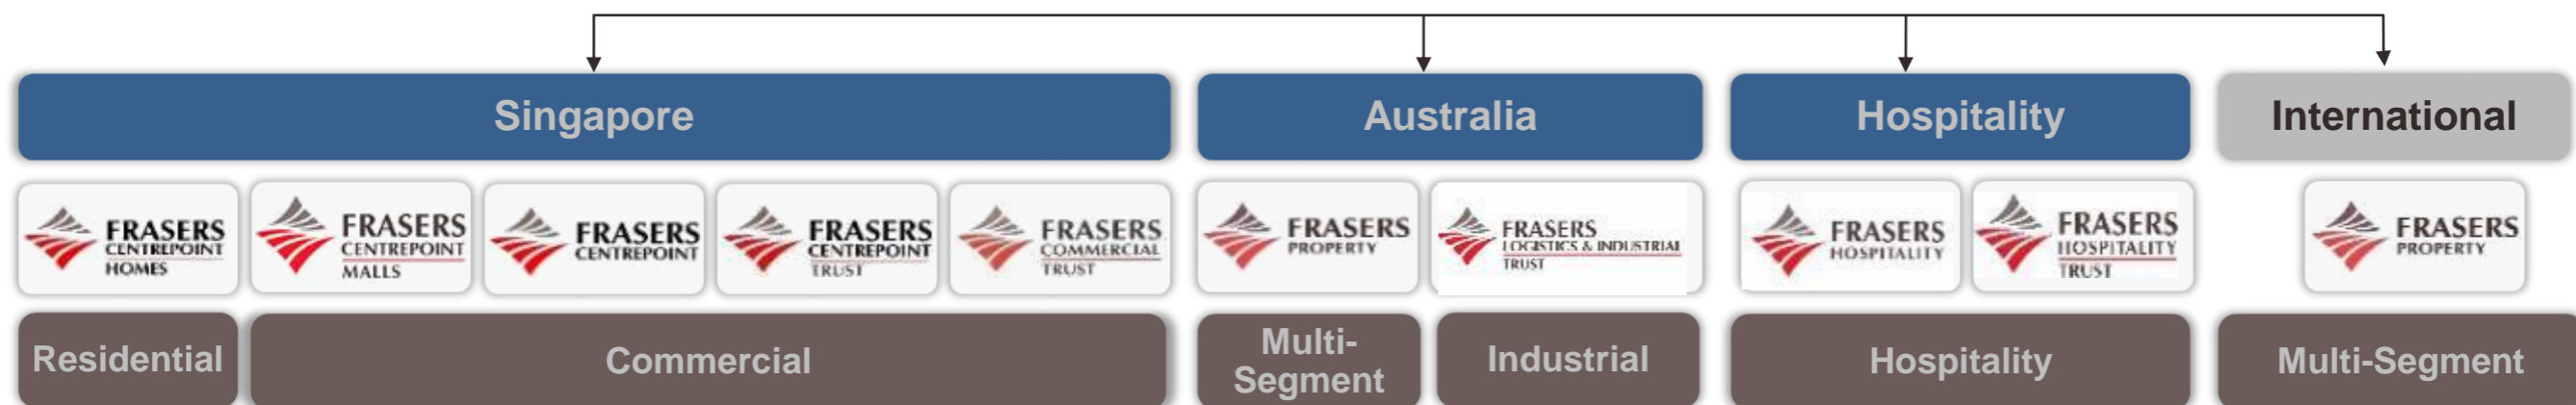 Singapore
Australia
Hospitality
International
FRASERS
CENTREPOINT
HOMES
FRASERS
CENTREPOINT
MALLS
FRASERS
CENTREPOINT
FRASERS
CENTREPOINT
TRUST
FRASERS
COMMERCIAL
TRUST
FRASERS
PROPERTY
FRASERS
LOGISTICS & INDUSTRIAL
TRUST
FRASERS
HOSPITALITY
FRASERS
HOSPITALITY
TRUST
FRASERS
PROPERTY
Residential
Commercial
Multi-
Segment
Industrial
Hospitality
Multi-Segment